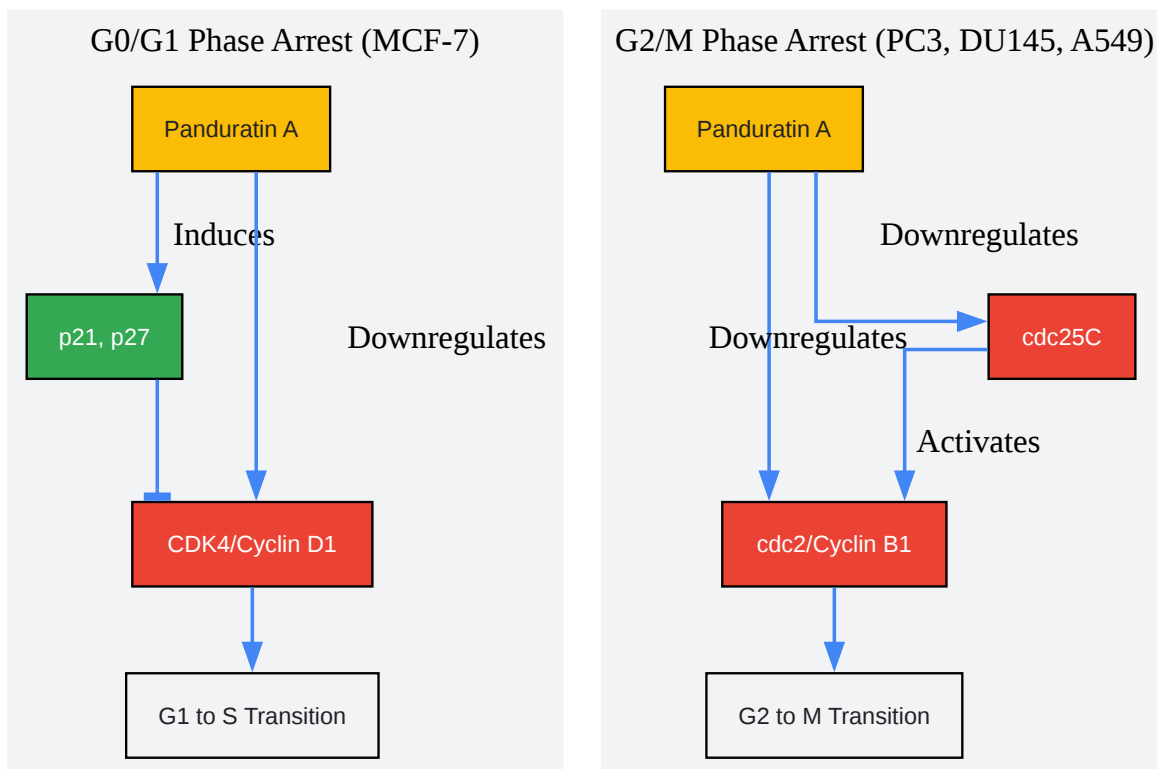 G0/G1 Phase Arrest (MCF-7)
Panduratin A
Induces
p21, p27
Downregulates
CDK4/Cyclin D1
G1 to S Transition
G2/M Phase Arrest (PC3, DU145, A549)
Panduratin A
Downregulates
Downregulates
cdc25C
Activates
cdc2/Cyclin B1
G2 to M Transition